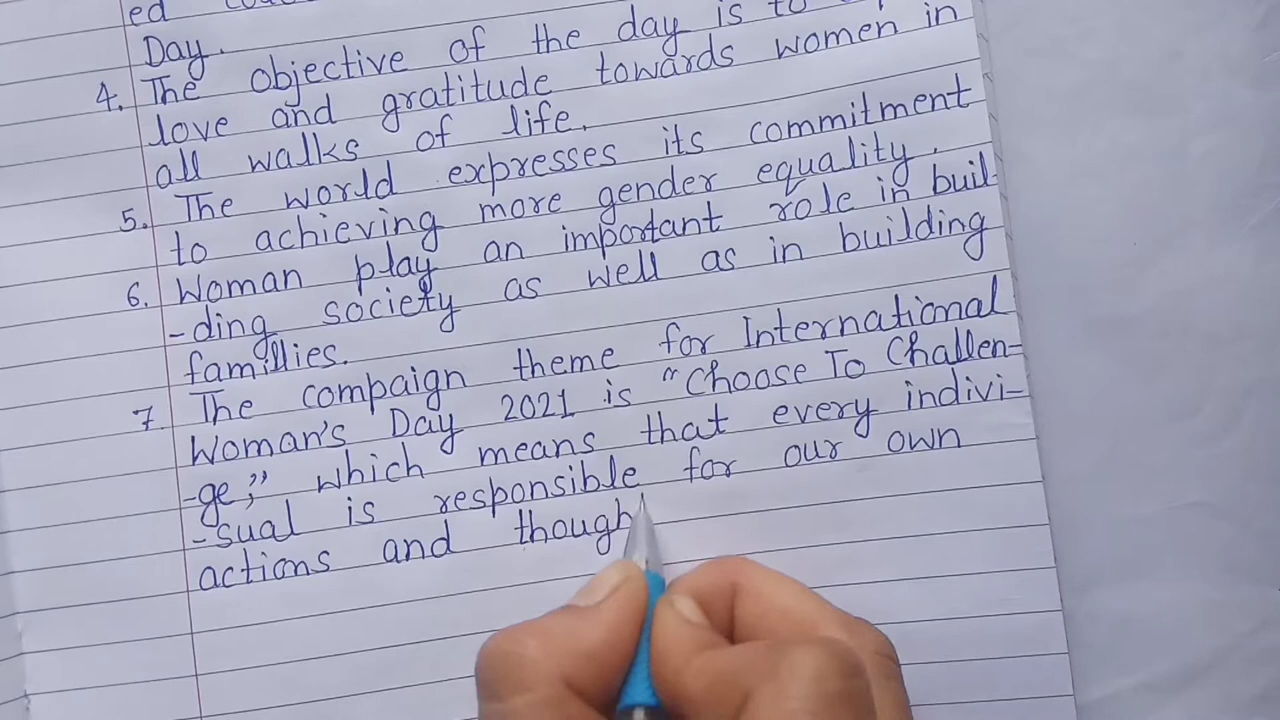 ed
Day.
4. The objective of the day is to
love and gratitude towards women in
all walks of life.
5. The world expresses its commitment
to achieving more gender equality.
6. Woman play an important role in buil-
-ding society as well as in building
famillies.
7. The compaign theme for International
Woman's Day 2021 is "Choose To Challen-
-ge;" which means that every indivi-
-sual is responsible for our own
actions and though